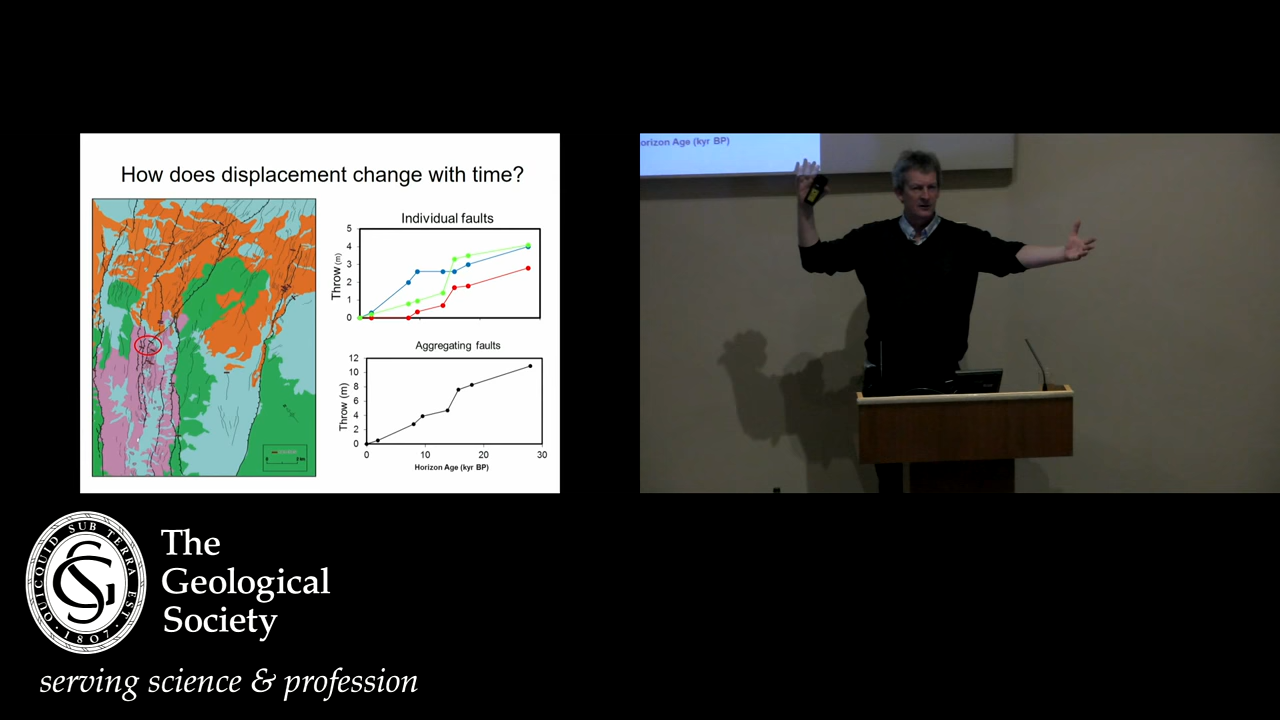 How does displacement change with time?
Individual faults
5
4
3
2
1
0
Throw (m)
Aggregating faults
12
10
8
6
4
2
0
Throw (m)
0
10
20
30
Horizon Age (kyr BP)
orizon Age (kyr BP)
QUICQUID SUB TERRA EST
· 1807 ·
The
Geological
Society
serving science & profession